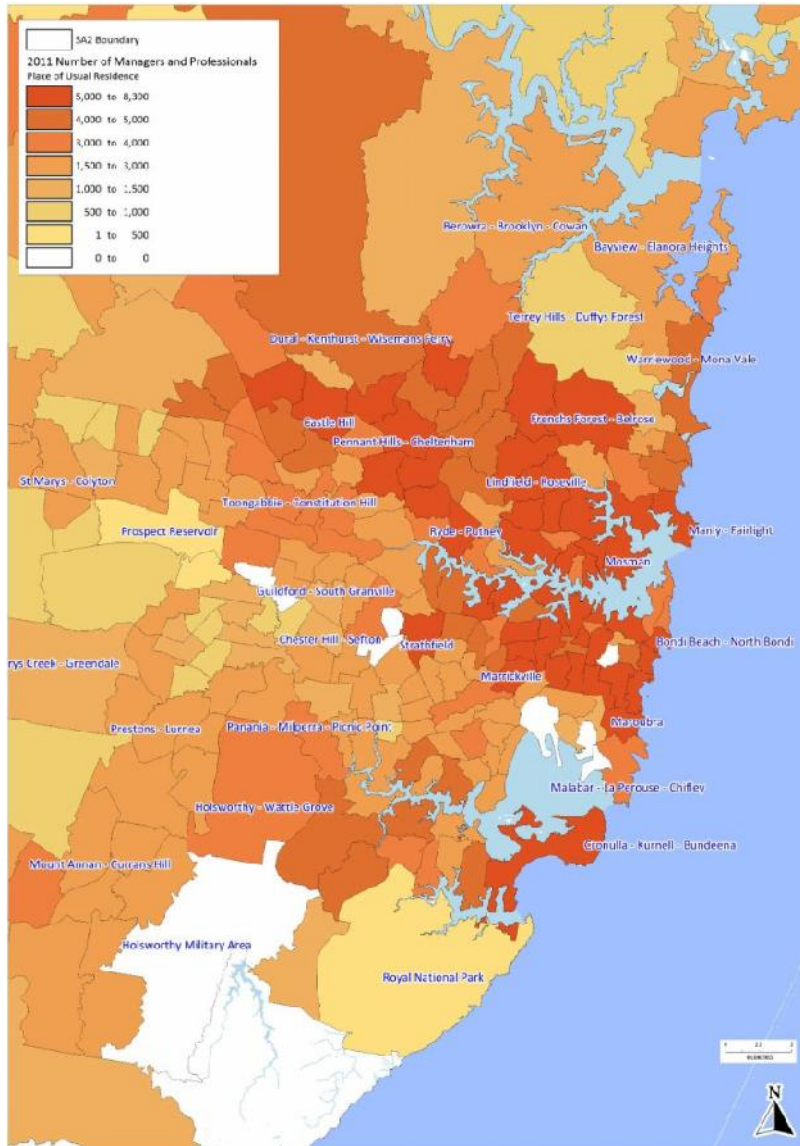 SA2 Boundary
2011 Number of Managers and Professionals
Place of Usual Residence
5,000 to 8,300
4,000 to 5,000
3,000 to 4,000
1,500 to 3,000
1,000 to 1,500
500 to 1,000
1 to 500
0 to 0
Berowra - Brooklyn - Cowan
Bayview - Elanora Heights
Terrey Hills - Duffys Forest
Dural - Kenthurst - Wisemans Ferry
Warriewood - Mona Vale
Castle Hill
Frenchs Forest - Belrose
Pennant Hills - Cheltenham
St Marys - Colyton
Lindfield - Roseville
Toongabbie - Constitution Hill
Prospect Reservoir
Ryde - Putney
Manly - Fairlight
Mosman
Guildford - South Granville
Chester Hill - Sefton
Strathfield
Bondi Beach - North Bondi
rys Creek - Greendale
Marrickville
Prestons - Lurnea
Panania - Milperra - Picnic Point
Maroubra
Malabar - La Perouse - Chifley
Holsworthy - Wattle Grove
Cronulla - Kurnell - Bundeena
Mount Annan - Currans Hill
Holsworthy Military Area
Royal National Park
N